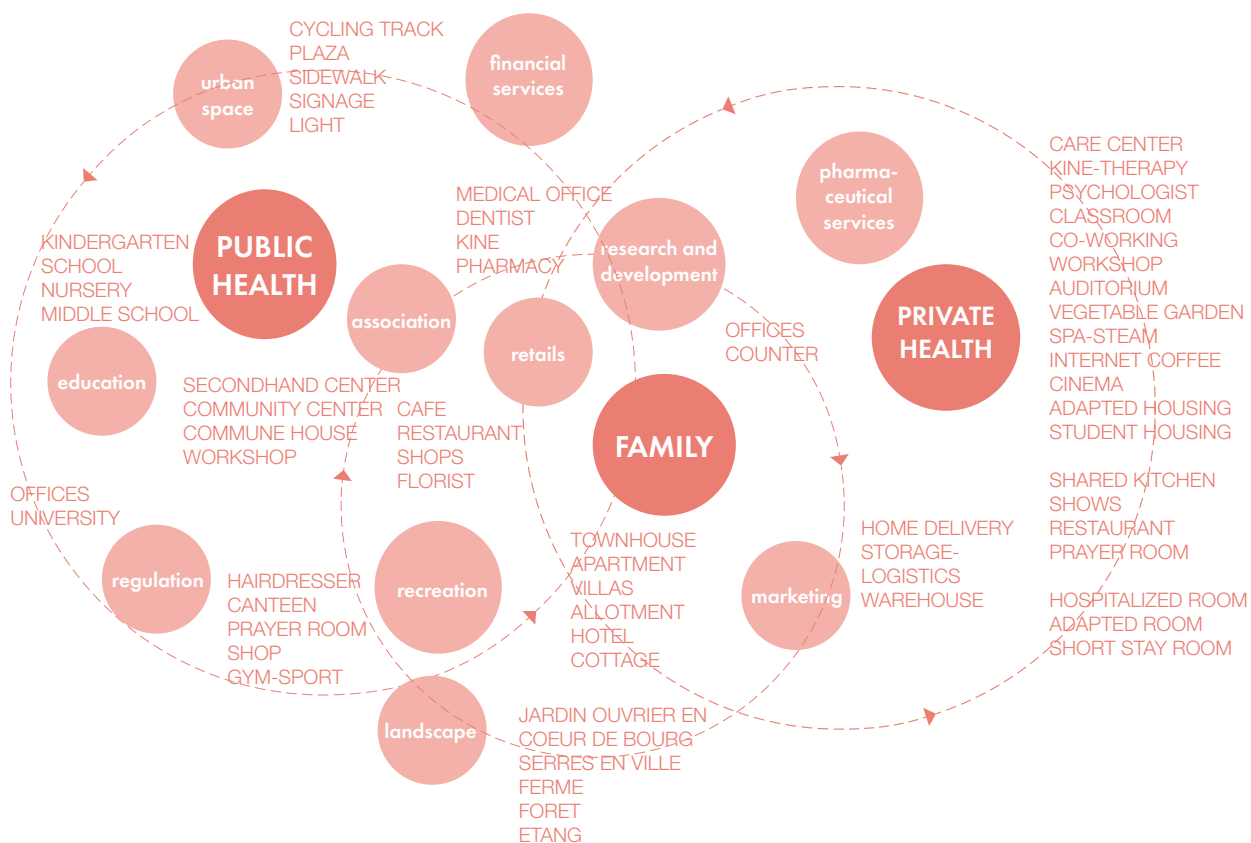 CYCLING TRACK
PLAZA
SIDEWALK
SIGNAGE
LIGHT
urban
space
financial
services
PUBLIC
HEALTH
KINDERGARTEN
SCHOOL
NURSERY
MIDDLE SCHOOL
education
MEDICAL OFFICE
DENTIST
KINE
PHARMACY
association
research and
development
retails
pharma-
ceutical
services
PRIVATE
HEALTH
OFFICES
COUNTER
CARE CENTER
KINE-THERAPY
PSYCHOLOGIST
CLASSROOM
CO-WORKING
WORKSHOP
AUDITORIUM
VEGETABLE GARDEN
SPA-STEAM
INTERNET COFFEE
CINEMA
ADAPTED HOUSING
STUDENT HOUSING
SHARED KITCHEN
SHOWS
RESTAURANT
PRAYER ROOM
HOSPITALIZED ROOM
ADAPTED ROOM
SHORT STAY ROOM
SECONDHAND CENTER
COMMUNITY CENTER
COMMUNE HOUSE
WORKSHOP
CAFE
RESTAURANT
SHOPS
FLORIST
FAMILY
OFFICES
UNIVERSITY
regulation
HAIRDRESSER
CANTEEN
PRAYER ROOM
SHOP
GYM-SPORT
recreation
TOWNHOUSE
APARTMENT
VILLAS
ALLOTMENT
HOTEL
COTTAGE
marketing
HOME DELIVERY
STORAGE-
LOGISTICS
WAREHOUSE
landscape
JARDIN OUVRIER EN
COEUR DE BOURG
SERRES EN VILLE
FERME
FORET
ETANG